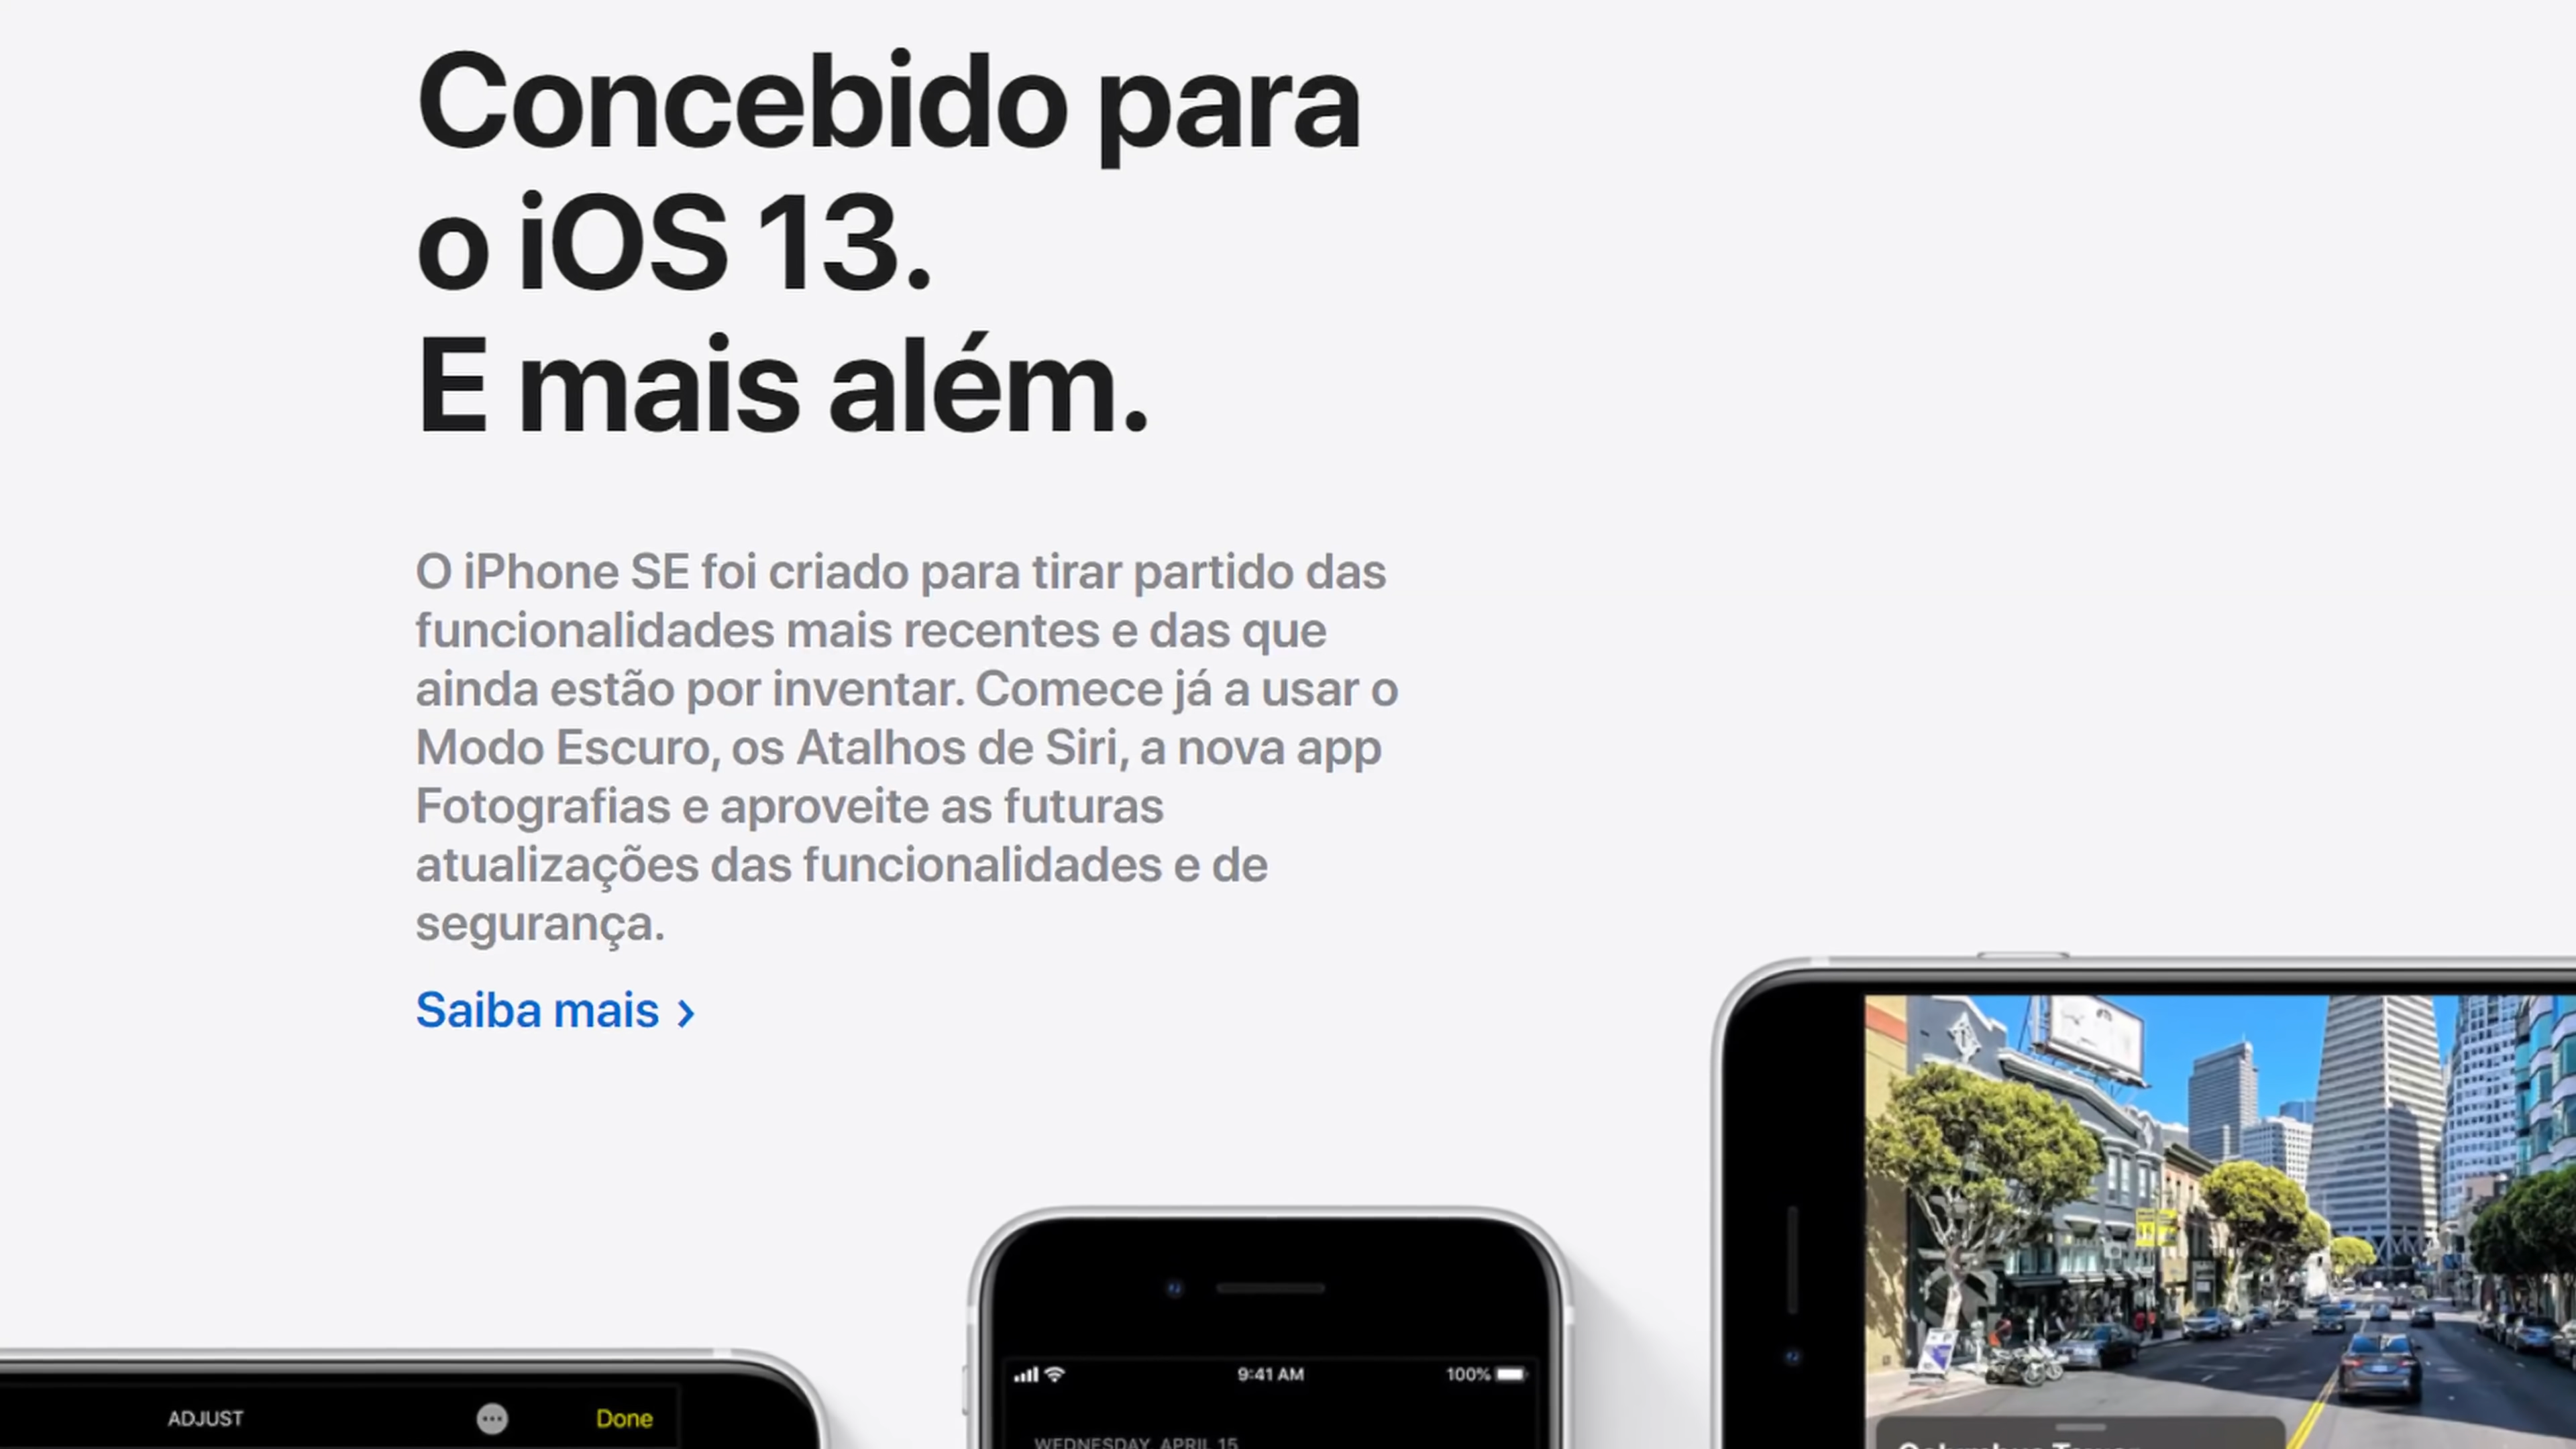 Concebido para
o iOS 13.
E mais além.
O iPhone SE foi criado para tirar partido das
funcionalidades mais recentes e das que
ainda estão por inventar. Comece já a usar o
Modo Escuro, os Atalhos de Siri, a nova app
Fotografias e aproveite as futuras
atualizações das funcionalidades e de
segurança.
Saiba mais ›
ADJUST
Done
9:41 AM
100%
WEDNESDAY, APRIL 15
Columbus Tower